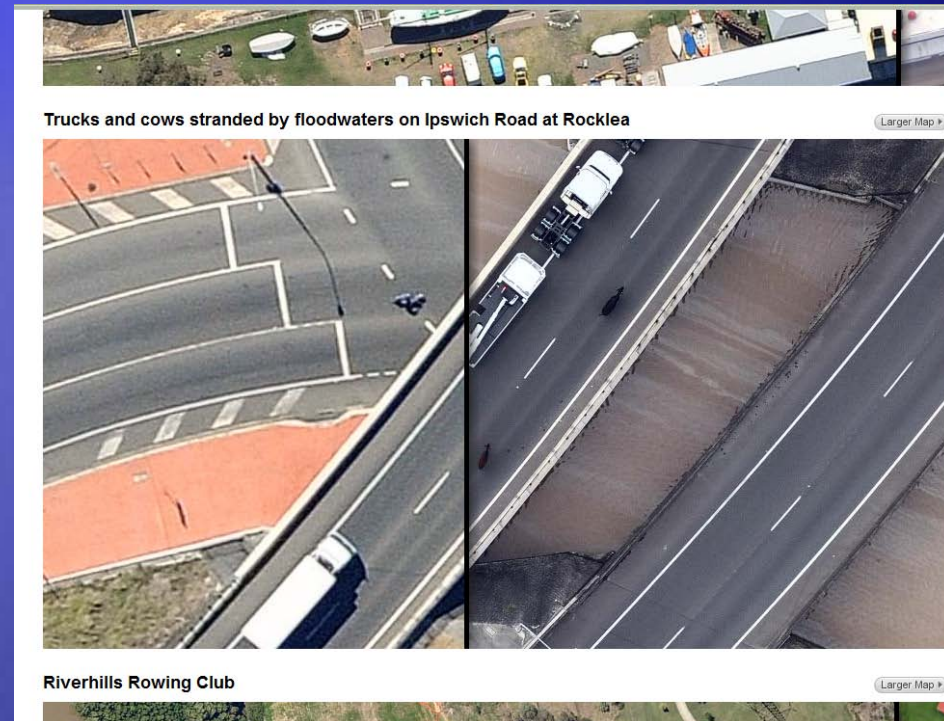 Trucks and cows stranded by floodwaters on Ipswich Road at Rocklea
Larger Map
Riverhills Rowing Club
Larger Map